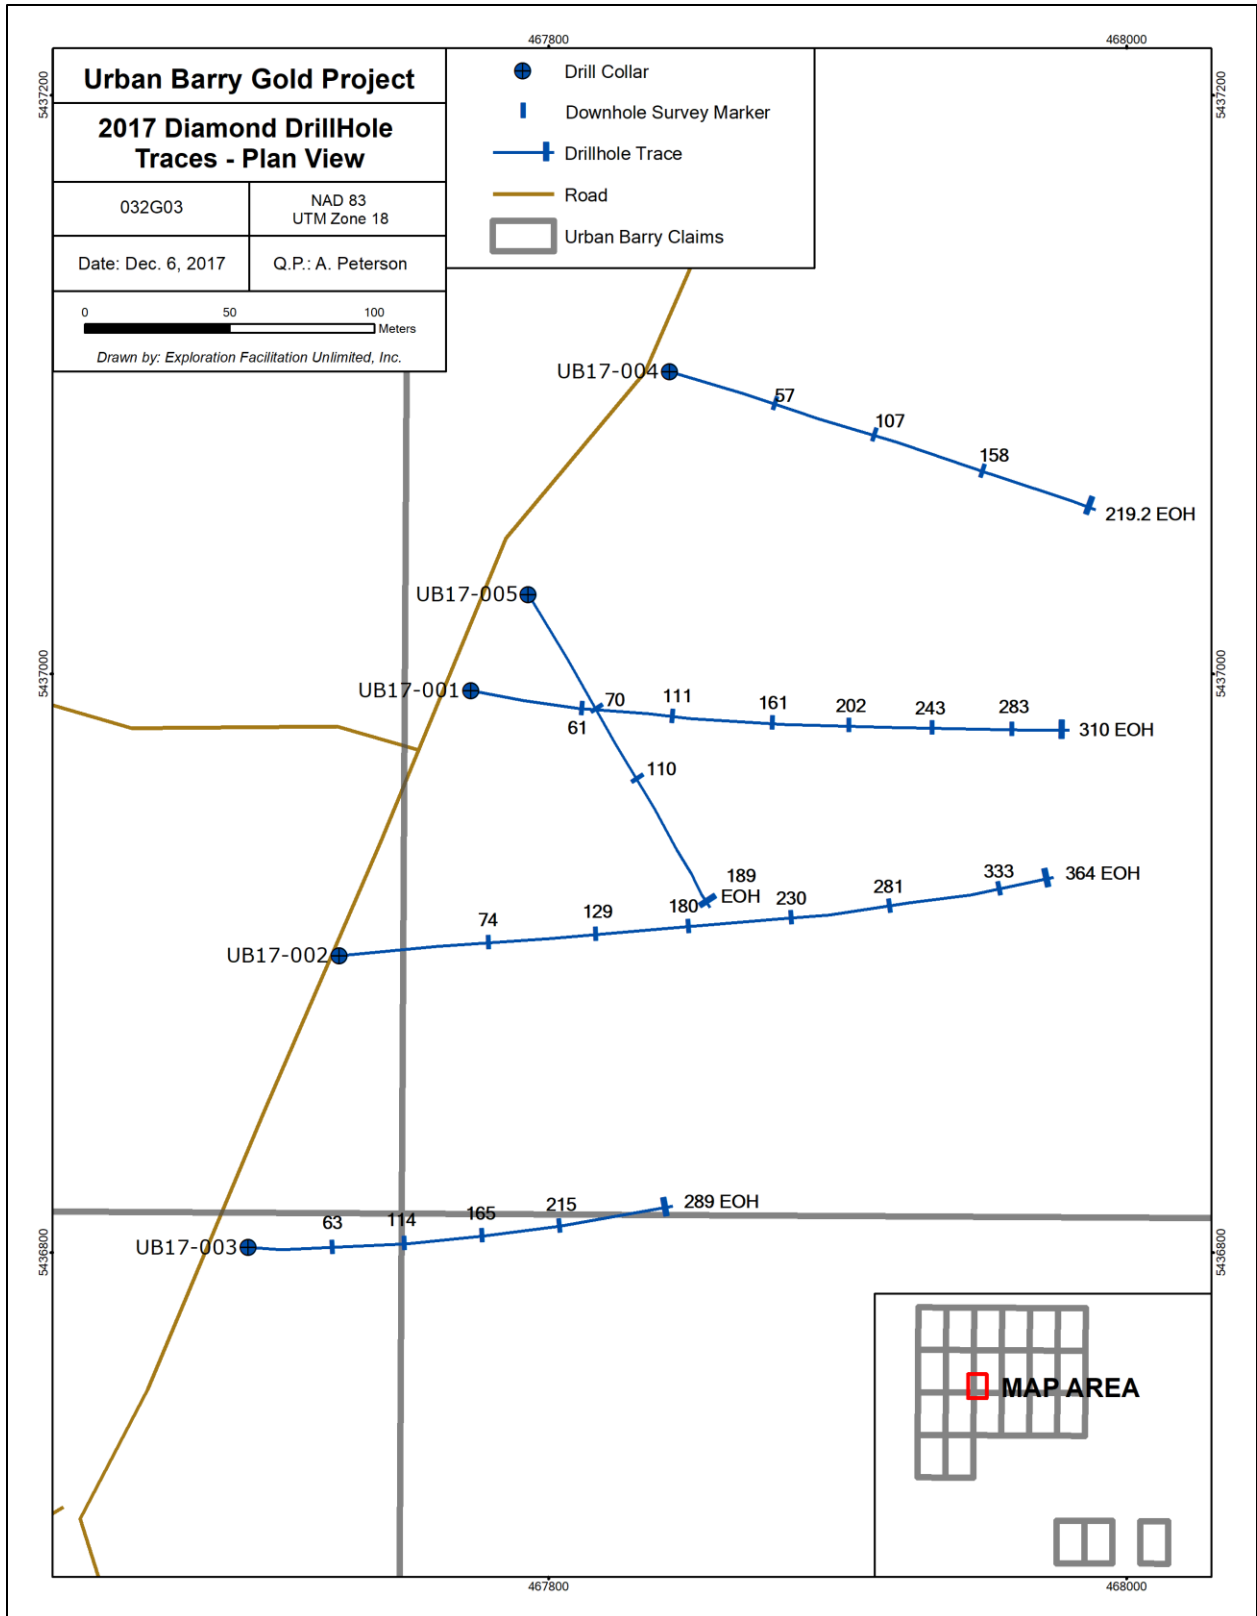 467800
468000
5437200
5437200
Urban Barry Gold Project
2017 Diamond DrillHole
Traces - Plan View
032G03
NAD 83
UTM Zone 18
Date: Dec. 6, 2017
Q.P.: A. Peterson
0
50
100
Meters
Drawn by: Exploration Facilitation Unlimited, Inc.
Drill Collar
Downhole Survey Marker
Drillhole Trace
Road
Urban Barry Claims
UB17-004
57
107
158
219.2 EOH
UB17-005
5437000
5437000
UB17-001
61
70
111
161
202
243
283
310 EOH
110
189
EOH
UB17-002
74
129
180
230
281
333
364 EOH
UB17-003
63
114
165
215
289 EOH
5436800
5436800
MAP AREA
467800
468000